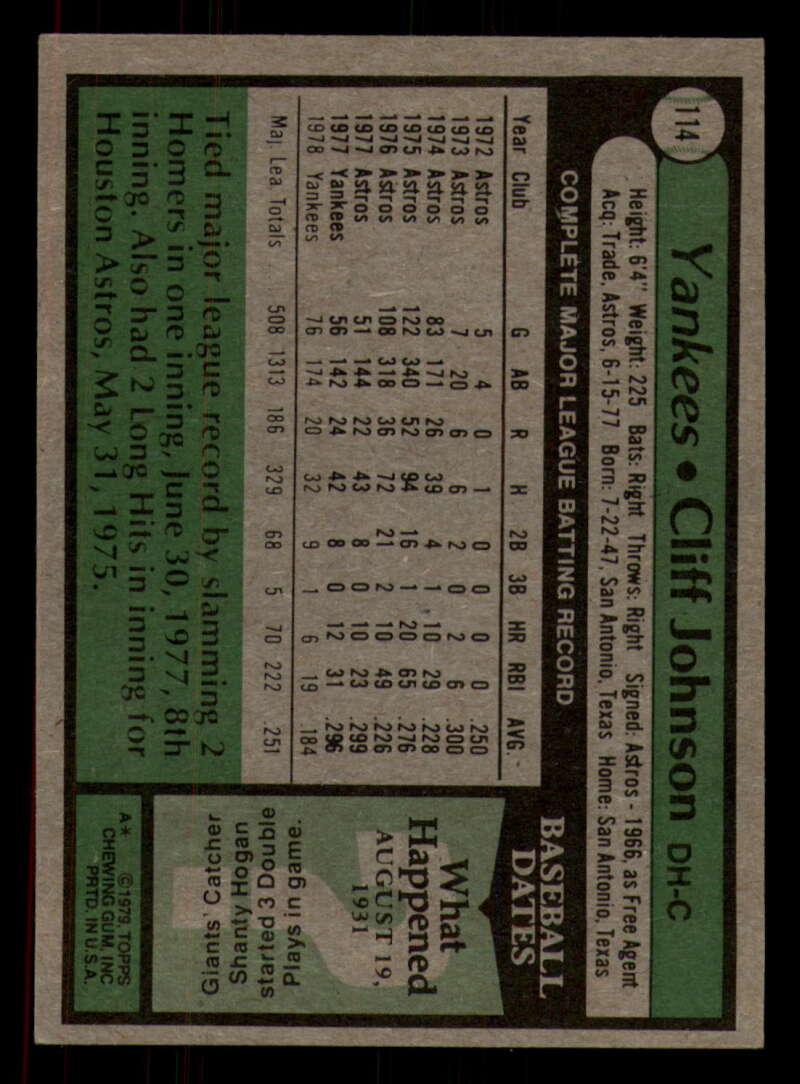 114
Yankees • Cliff Johnson DH-C
Height: 6'4" Weight: 225 Bats: Right Throws: Right Signed: Astros - 1966, as Free Agent
Acq: Trade, Astros, 6-15-77 Born: 7-22-47, San Antonio, Texas Home: San Antonio, Texas
COMPLETE MAJOR LEAGUE BATTING RECORD
Year Club G AB R H 2B 3B HR RBI AVG.
1972 Astros 5 4 0 1 0 0 0 0 .250
1973 Astros 7 20 6 6 2 0 2 6 .300
1974 Astros 83 171 26 39 4 1 10 29 .228
1975 Astros 122 340 52 94 16 1 20 65 .276
1976 Astros 108 318 36 72 21 2 10 49 .226
1977 Astros 51 144 22 43 8 0 10 23 .299
1977 Yankees 56 142 24 42 8 0 12 31 .296
1978 Yankees 76 174 20 32 9 1 6 19 .184
Maj. Lea Totals 508 1313 186 329 68 5 70 222 .251
Tied major league record by slamming 2
Homers in one inning, June 30, 1977, 8th
inning. Also had 2 Long Hits in inning for
Houston Astros, May 31, 1975.
BASEBALL
DATES
What
Happened
AUGUST 19,
1931
Giants' Catcher
Shanty Hogan
started 3 Double
Plays in game.
A* ©1979, TOPPS
CHEWING GUM, INC
PRTD. IN U.S.A.